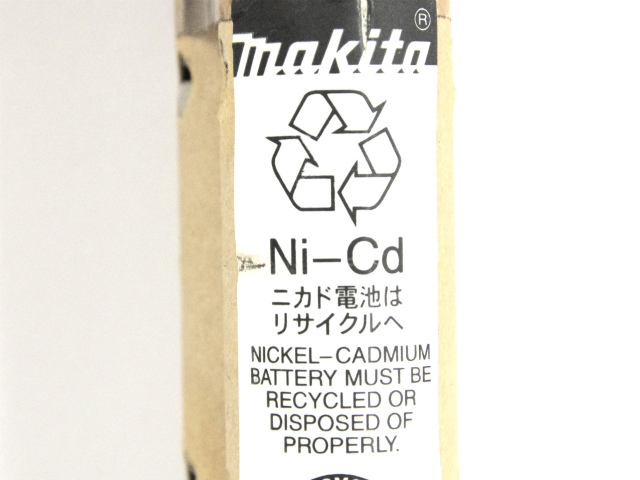 makita®
Ni-Cd
ニカド電池は
リサイクルへ
NICKEL-CADMIUM
BATTERY MUST BE
RECYCLED OR
DISPOSED OF
PROPERLY.